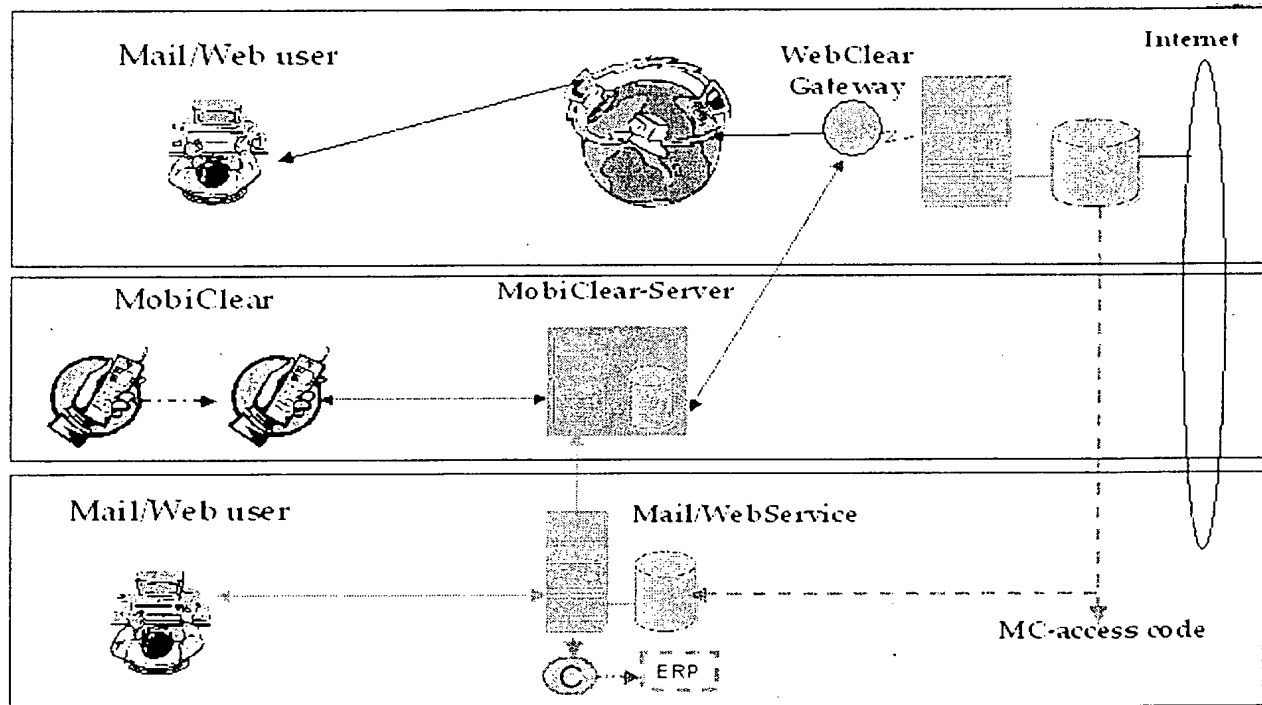 Internet
Mail/Web user
WebClear
Gateway
MobiClear
MobiClear-Server
Mail/Web user
Mail/WebService
MC-access code
C
ERP